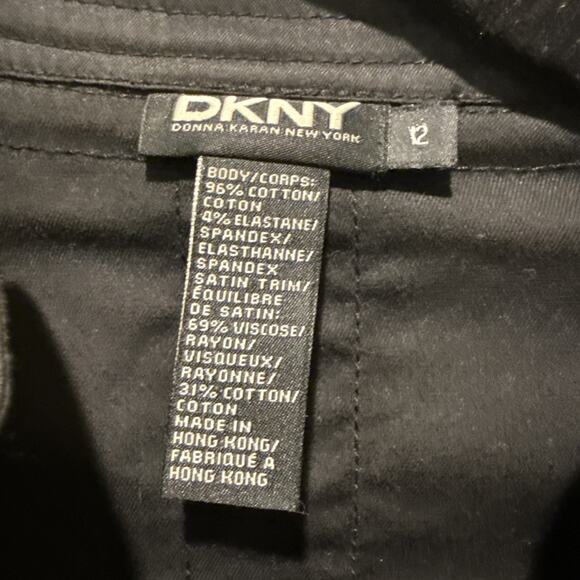 DKNY
DONNA KARAN NEW YORK
12
BODY/CORPS:
96% COTTON/
COTON
4% ELASTANE/
SPANDEX/
ELASTHANNE/
SPANDEX
SATIN TRIM/
ÉQUILIBRE
DE SATIN:
69% VISCOSE/
RAYON/
VISQUEUX/
RAYONNE/
31% COTTON/
COTON
MADE IN
HONG KONG/
FABRIQUÉ À
HONG KONG